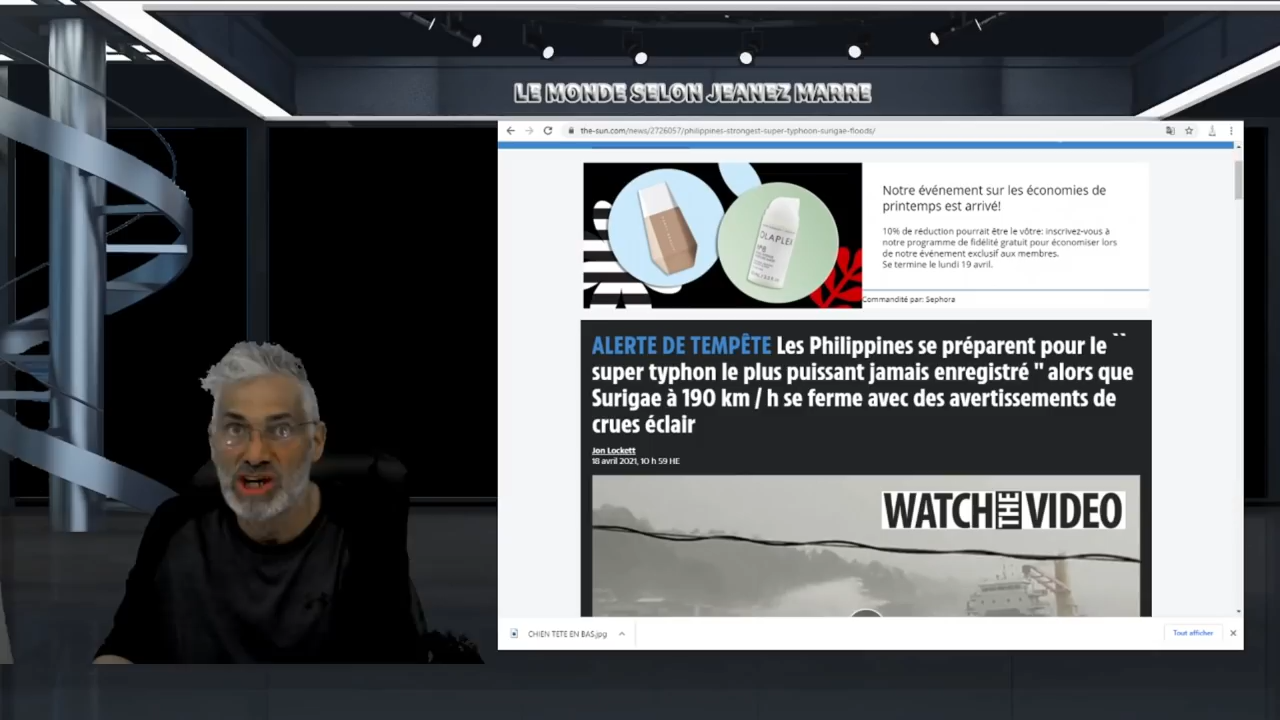 LE MONDE SELON JEANEZ MARRE
the-sun.com/news/2726057/philippines-strongest-super-typhoon-surigae-floods/
Notre événement sur les économies de
printemps est arrivé!
10% de réduction pourrait être le vôtre: inscrivez-vous à
notre programme de fidélité gratuit pour économiser lors
de notre événement exclusif aux membres.
Se termine le lundi 19 avril.
OLAPLEX
Nº6
Commandité par: Sephora
ALERTE DE TEMPÊTE Les Philippines se préparent pour le ``
super typhon le plus puissant jamais enregistré '' alors que
Surigae à 190 km / h se ferme avec des avertissements de
crues éclair
Jon Lockett
18 avril 2021, 10 h 59 HE
WATCH THE VIDEO
CHIEN TETE EN BAS.jpg
Tout afficher